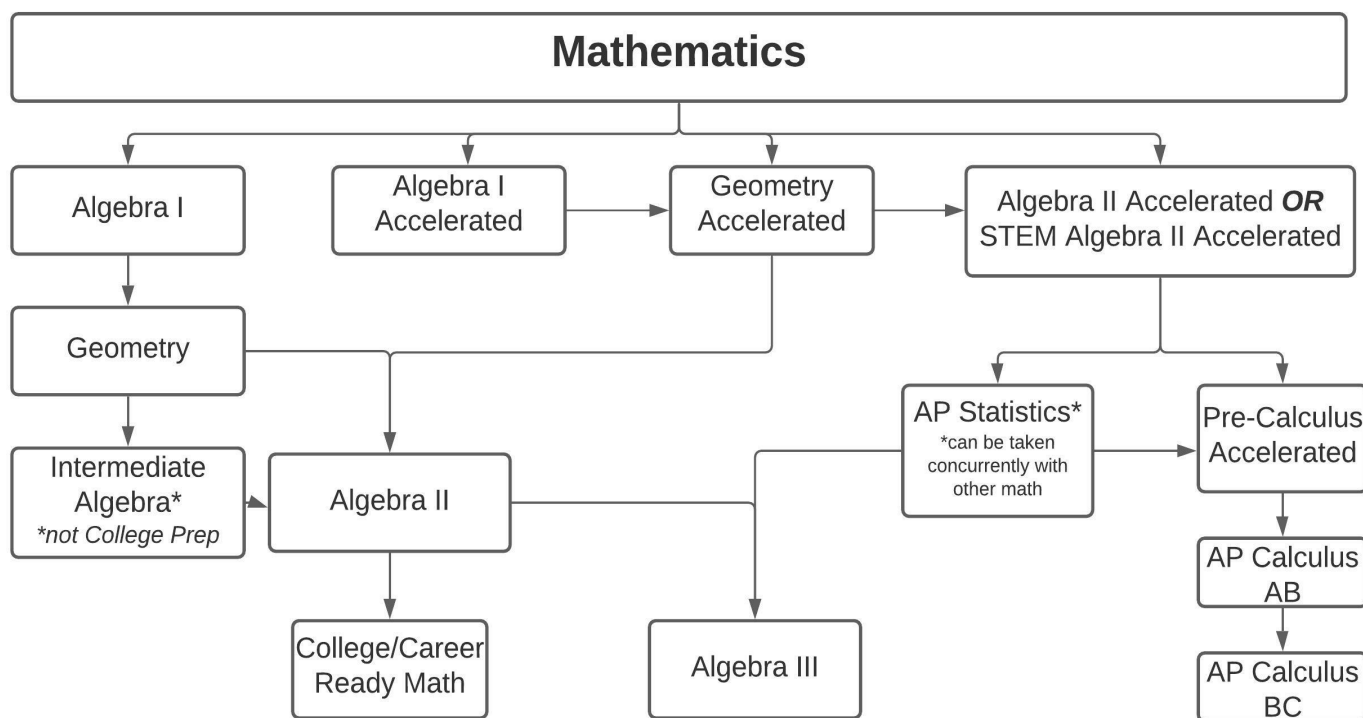 Mathematics
Algebra I
Algebra I
Accelerated
Geometry
Accelerated
Algebra II Accelerated OR
STEM Algebra II Accelerated
Geometry
AP Statistics*
*can be taken
concurrently with
other math
Pre-Calculus
Accelerated
Intermediate
Algebra*
*not College Prep
Algebra II
AP Calculus
AB
College/Career
Ready Math
Algebra III
AP Calculus
BC